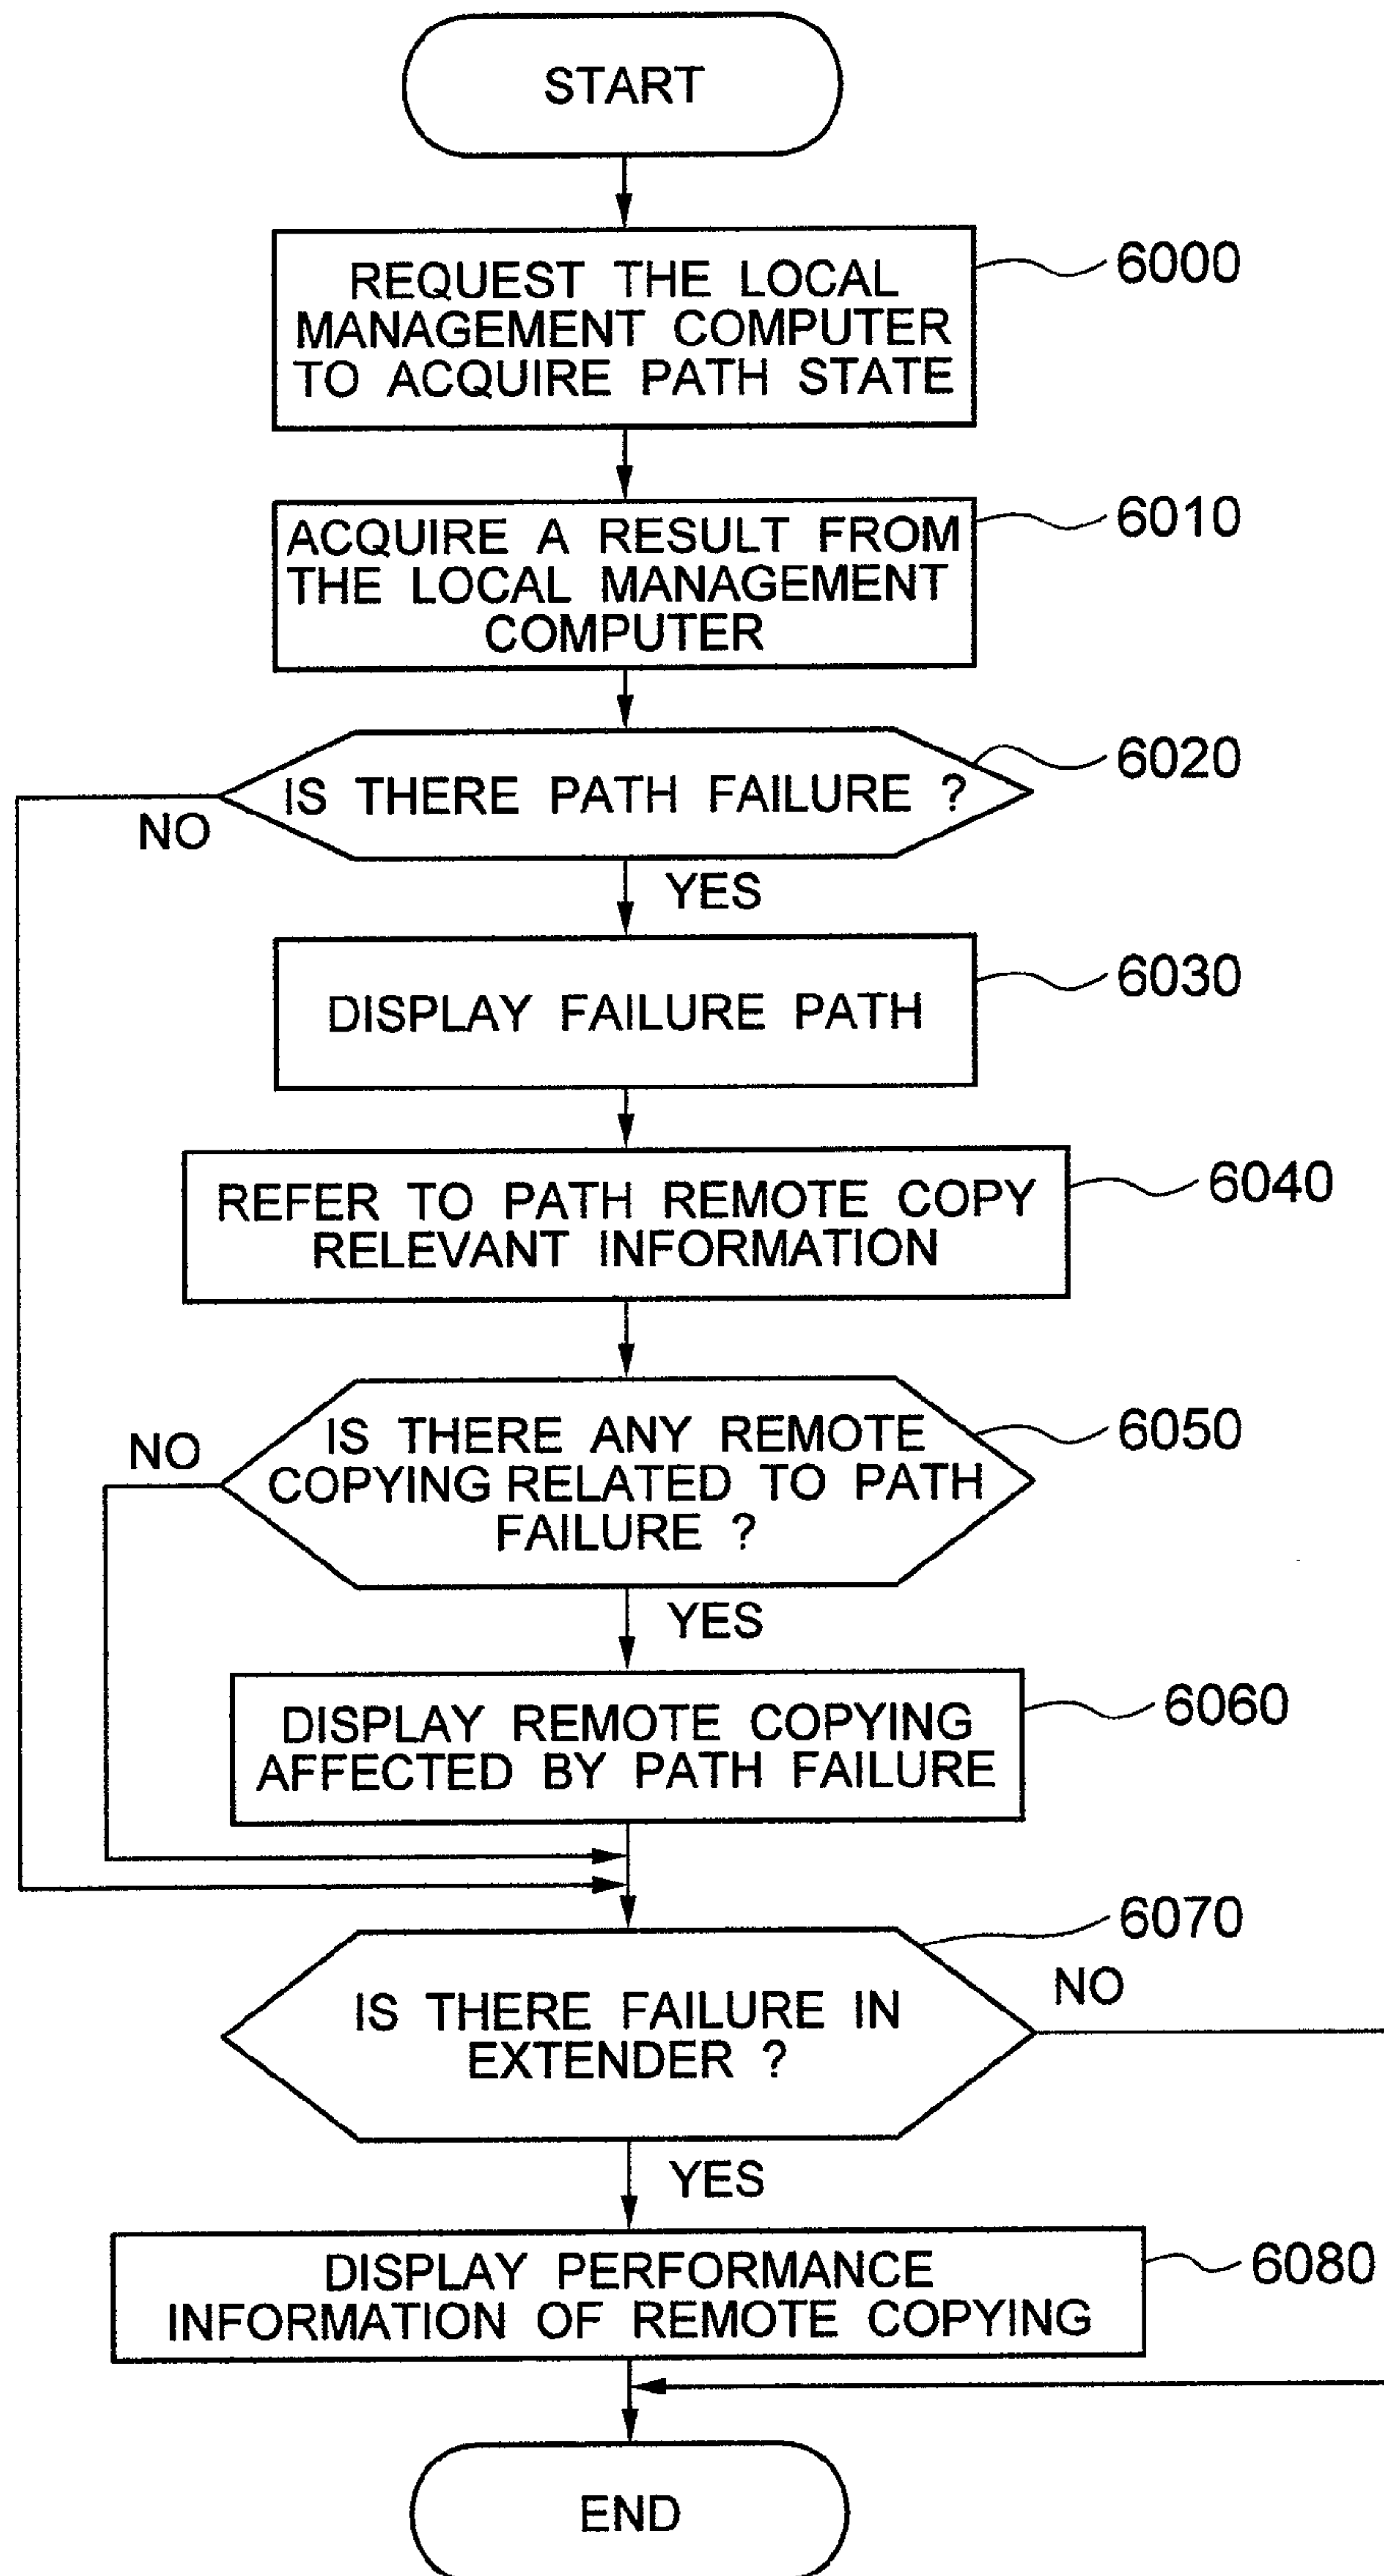 START
REQUEST THE LOCAL
MANAGEMENT COMPUTER
TO ACQUIRE PATH STATE
6000
ACQUIRE A RESULT FROM
THE LOCAL MANAGEMENT
COMPUTER
6010
IS THERE PATH FAILURE ?
6020
NO
YES
DISPLAY FAILURE PATH
6030
REFER TO PATH REMOTE COPY
RELEVANT INFORMATION
6040
IS THERE ANY REMOTE
COPYING RELATED TO PATH
FAILURE ?
6050
NO
YES
DISPLAY REMOTE COPYING
AFFECTED BY PATH FAILURE
6060
IS THERE FAILURE IN
EXTENDER ?
6070
NO
YES
DISPLAY PERFORMANCE
INFORMATION OF REMOTE COPYING
6080
END